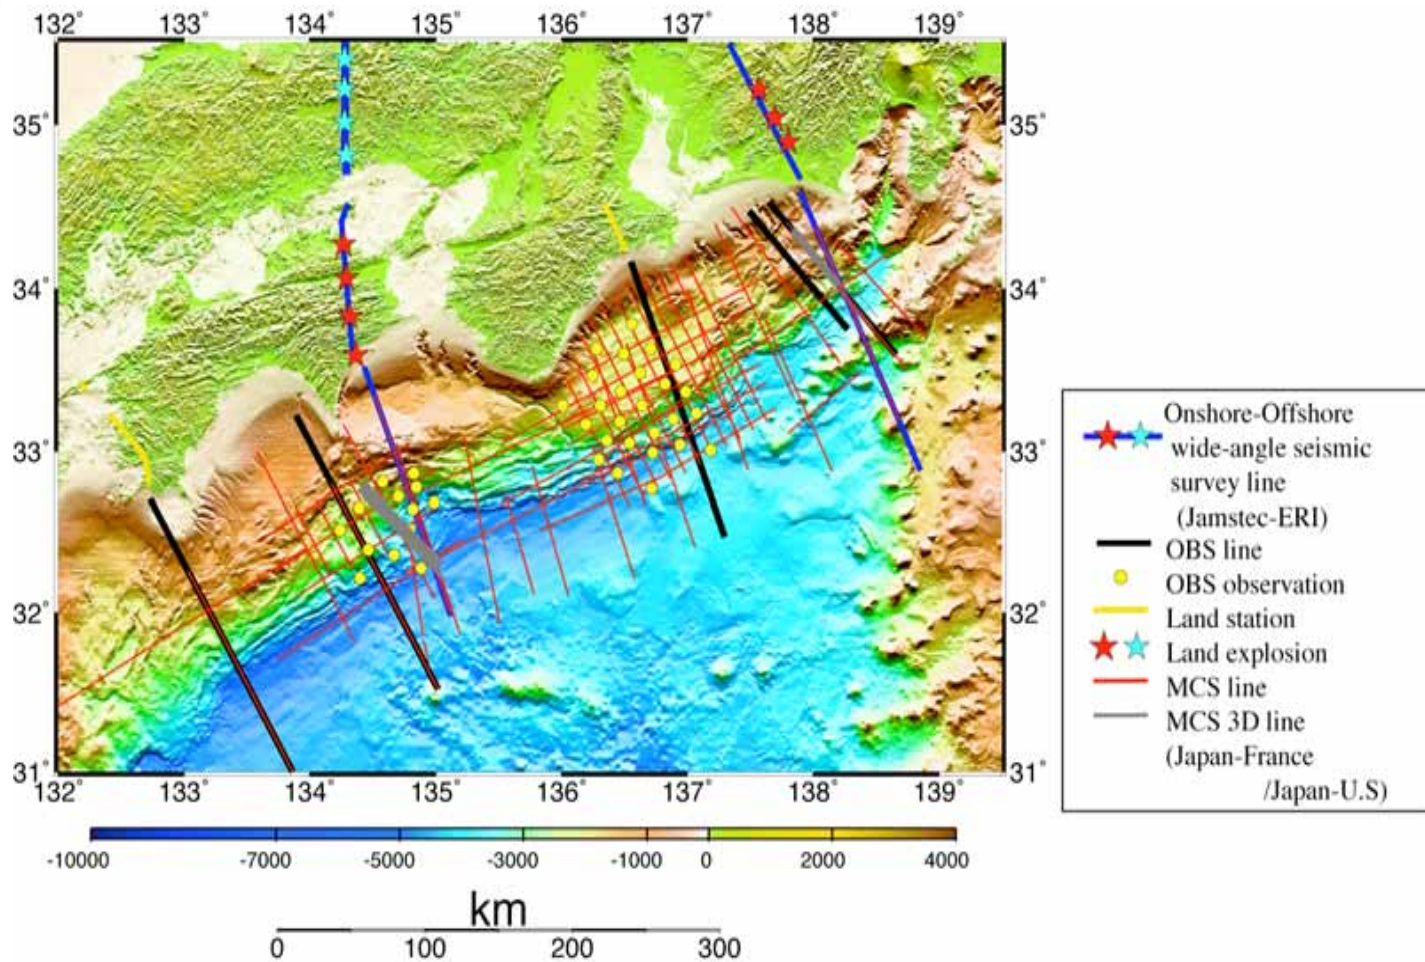 132˚ 133˚ 134˚ 135˚ 136˚ 137˚ 138˚ 139˚
35˚ 35˚
34˚ 34˚
33˚ 33˚
32˚ 32˚
31˚ 31˚
132˚ 133˚ 134˚ 135˚ 136˚ 137˚ 138˚ 139˚
Onshore-Offshore
wide-angle seismic
survey line
(Jamstec-ERI)
OBS line
OBS observation
Land station
Land explosion
MCS line
MCS 3D line
(Japan-France
/Japan-U.S)
-10000 -7000 -5000 -3000 -1000 0 2000 4000
km
0 100 200 300